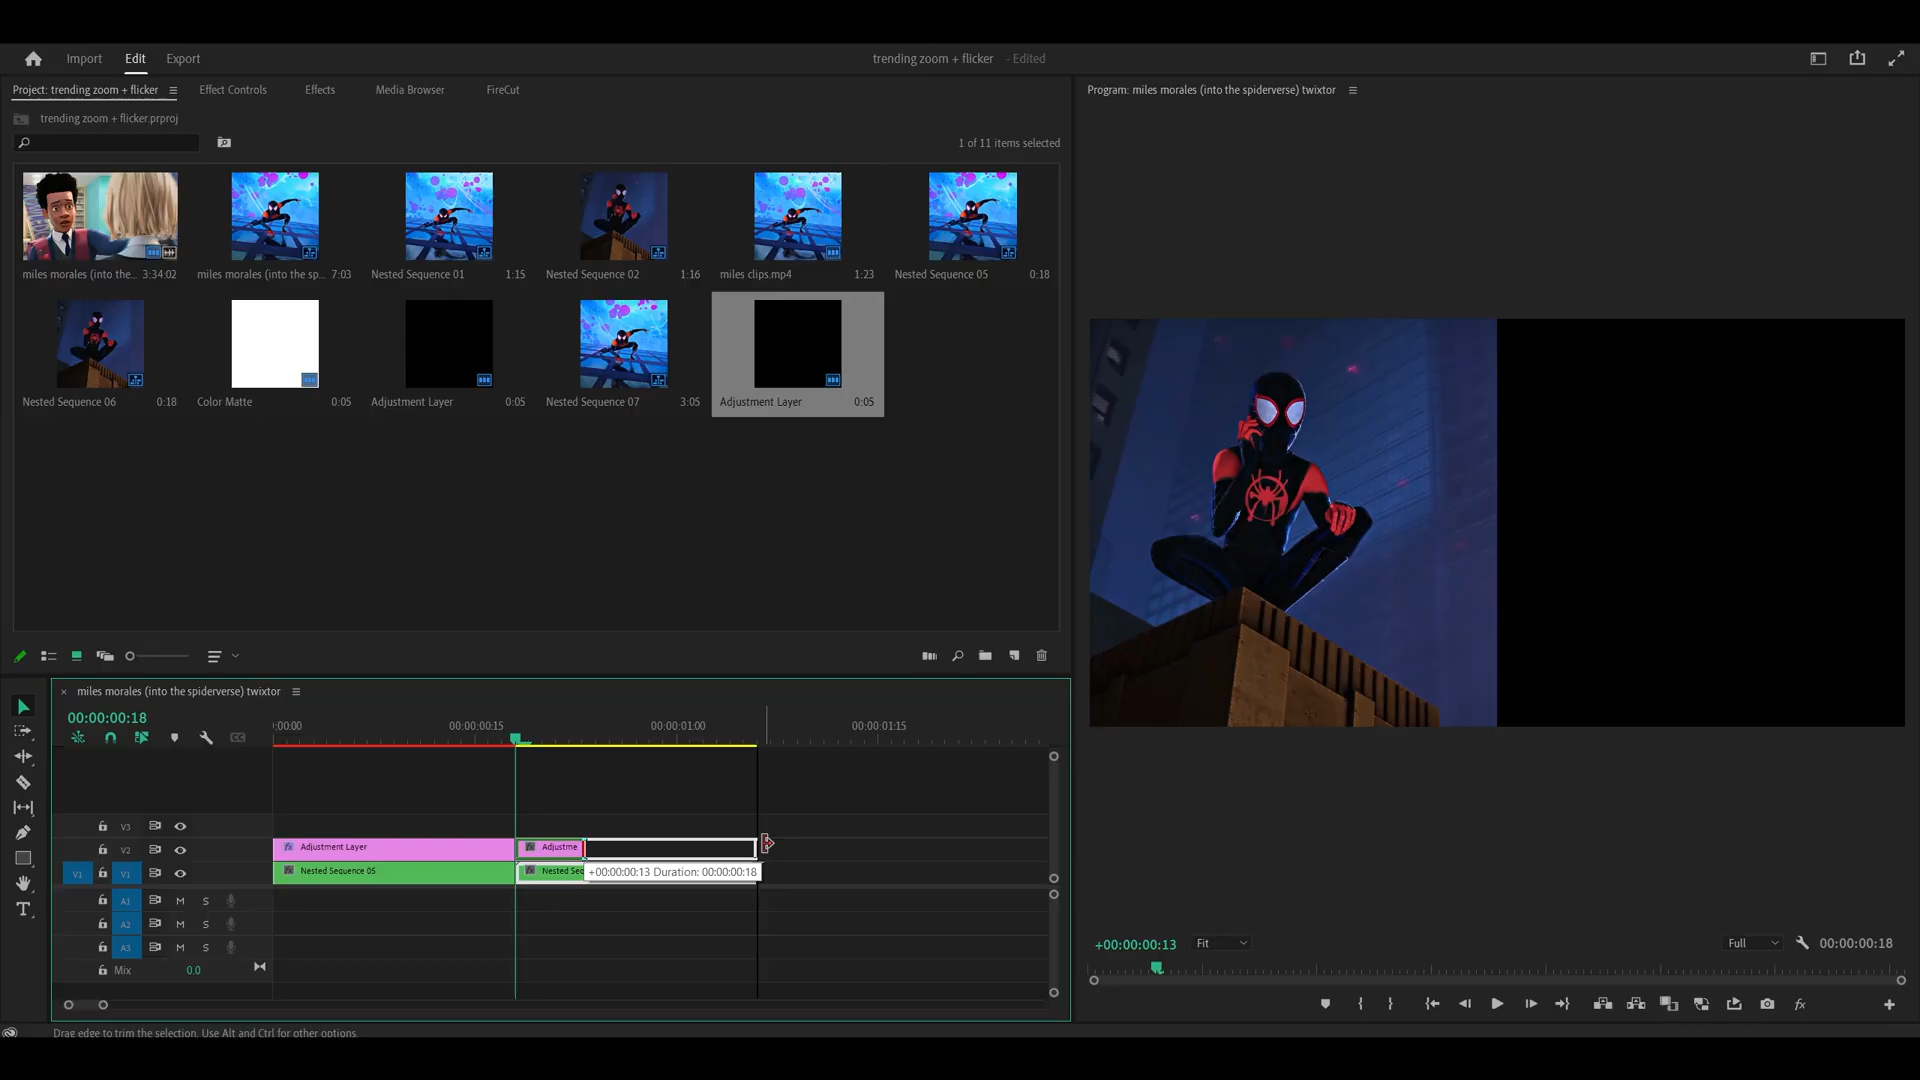 Import Edit Export trending zoom + flicker - Edited
Project: trending zoom + flicker Effect Controls Effects Media Browser FireCut Program: miles morales (into the spiderverse) twixtor
trending zoom + flicker.prproj
1 of 11 items selected
miles morales (into the... 3:34:02 miles morales (into the sp... 7:03 Nested Sequence 01 1:15 Nested Sequence 02 1:16 miles clips.mp4 1:23 Nested Sequence 05 0:18
Nested Sequence 06 0:18 Color Matte 0:05 Adjustment Layer 0:05 Nested Sequence 07 3:05 Adjustment Layer 0:05
× miles morales (into the spiderverse) twixtor
00:00:00:18 :00:00 00:00:00:15 00:00:01:00 00:00:01:15
CC
V3
V2 Adjustment Layer Adjustme
V1 V1 Nested Sequence 05 Nested Seq +00:00:00:13 Duration: 00:00:00:18
A1 M S
A2 M S
A3 M S
Mix 0.0
+00:00:00:13 Fit Full 00:00:00:18
Drag edge to trim the selection. Use Alt and Ctrl for other options.